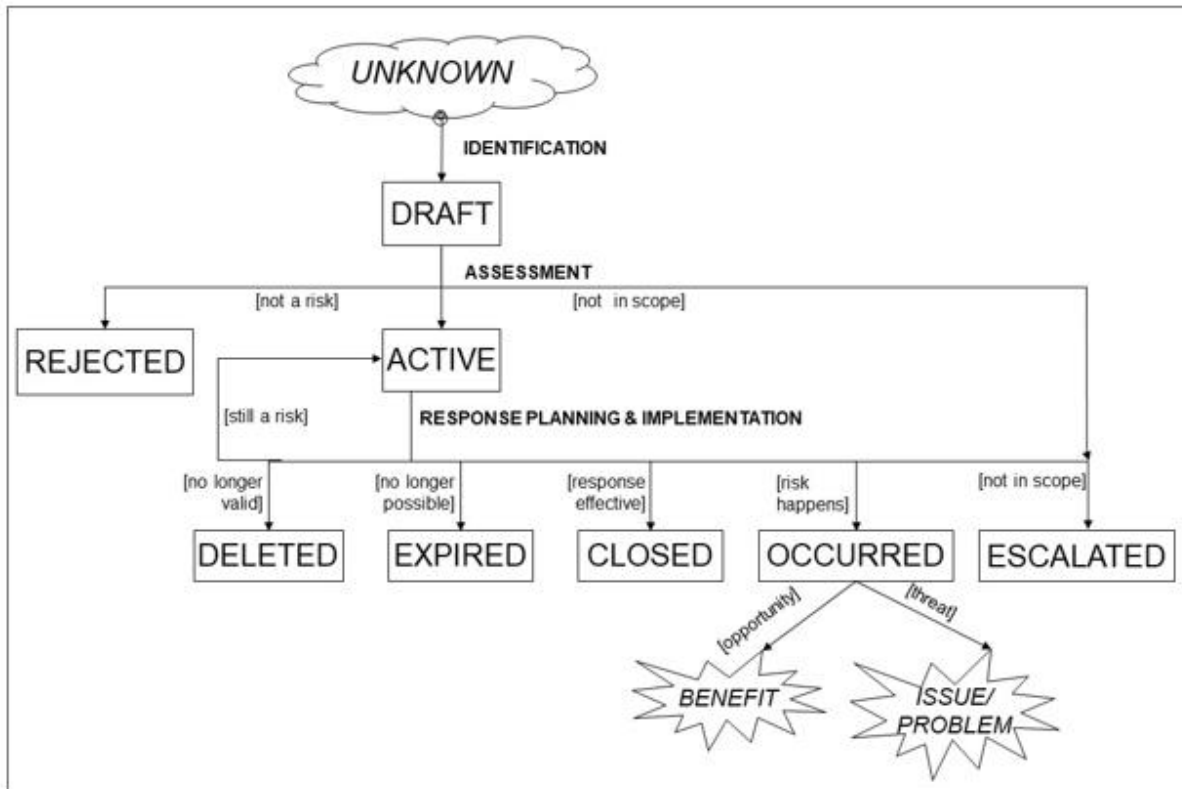 UNKNOWN
IDENTIFICATION
DRAFT
ASSESSMENT
[not a risk]
[not in scope]
REJECTED
ACTIVE
[still a risk]
RESPONSE PLANNING & IMPLEMENTATION
[no longer
valid]
[no longer
possible]
[response
effective]
[risk
happens]
[not in scope]
DELETED
EXPIRED
CLOSED
OCCURRED
ESCALATED
[opportunity]
[threat]
BENEFIT
ISSUE/
PROBLEM